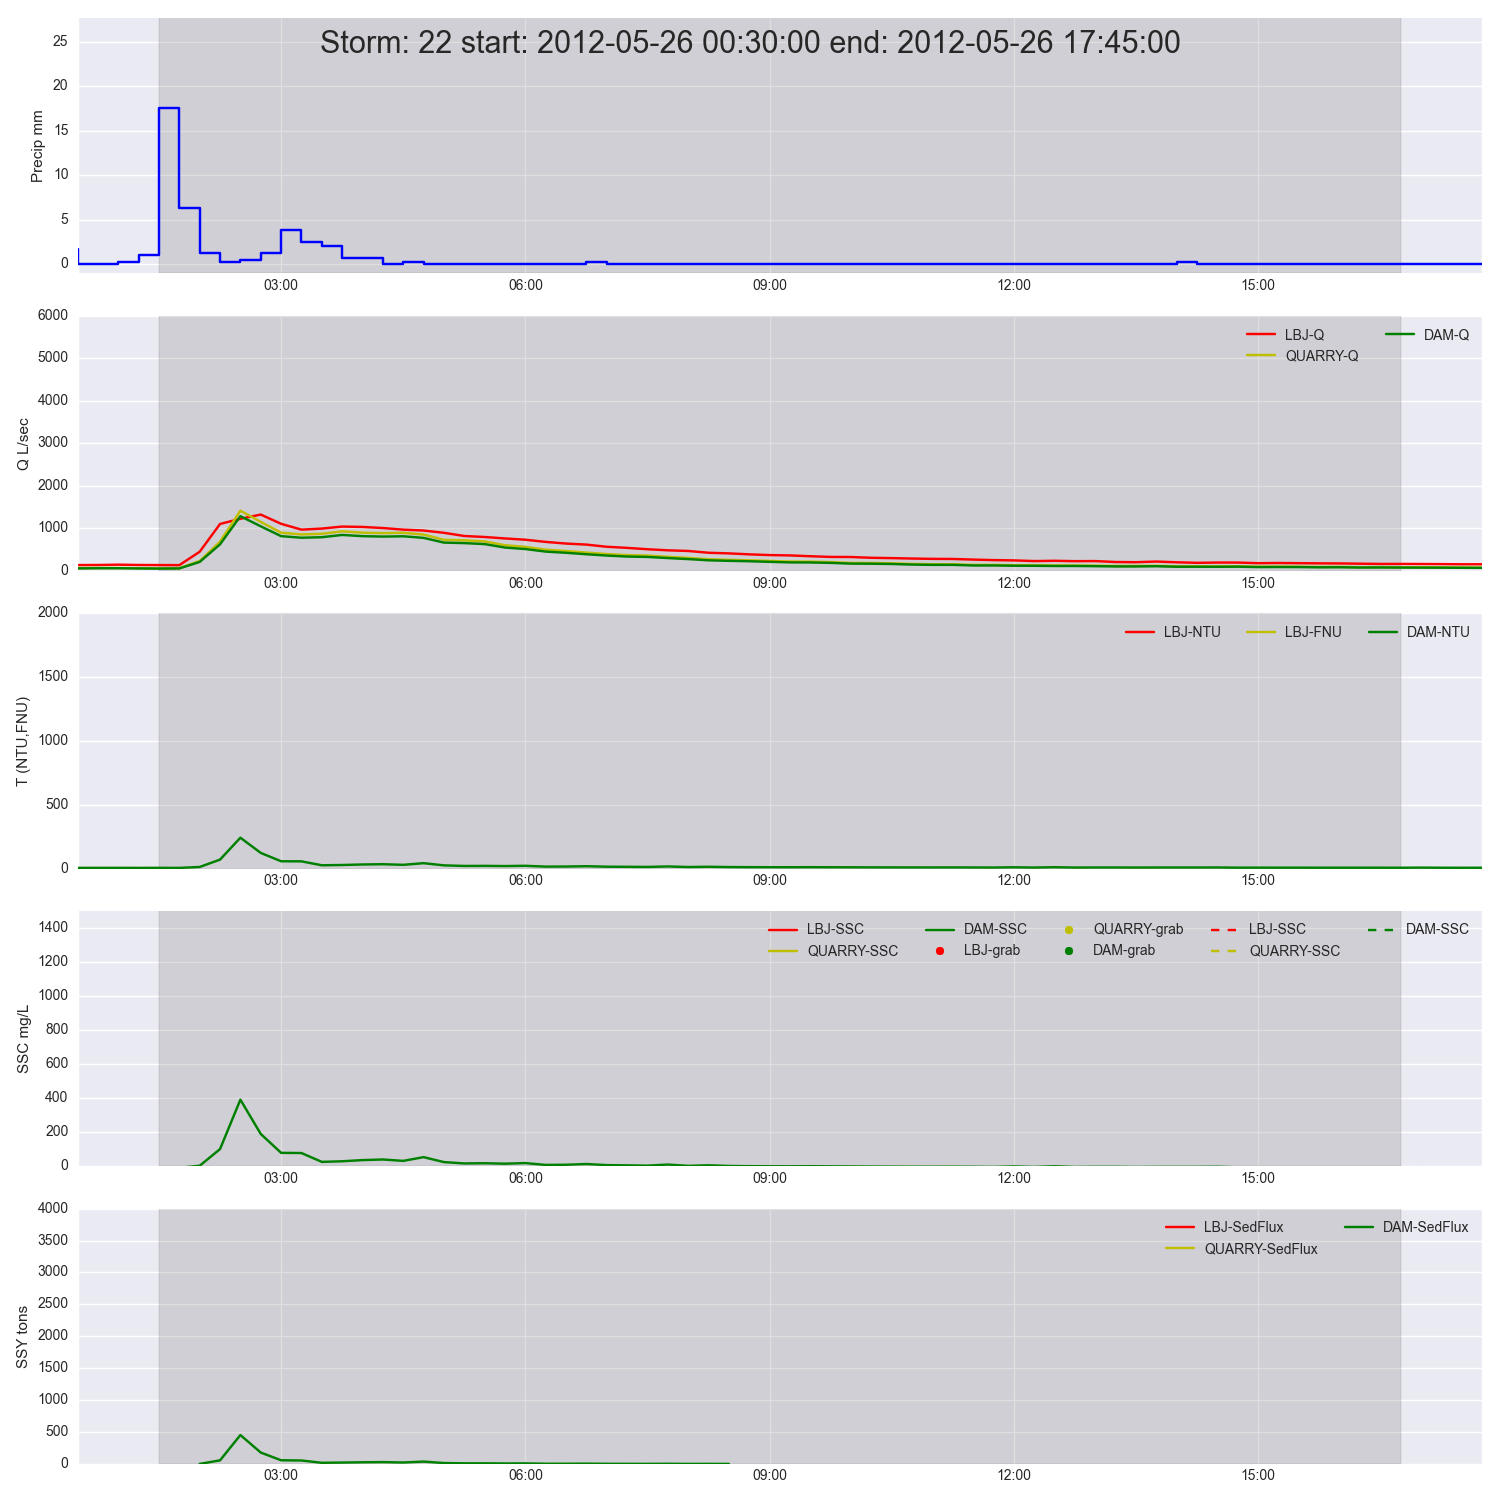 Storm: 22 start: 2012-05-26 00:30:00 end: 2012-05-26 17:45:00
Precip mm
25
20
15
10
5
0
03:00 06:00 09:00 12:00 15:00
Q L/sec
6000
5000
4000
3000
2000
1000
0
LBJ-Q DAM-Q
QUARRY-Q
03:00 06:00 09:00 12:00 15:00
T (NTU,FNU)
2000
1500
1000
500
0
LBJ-NTU LBJ-FNU DAM-NTU
03:00 06:00 09:00 12:00 15:00
SSC mg/L
1400
1200
1000
800
600
400
200
0
LBJ-SSC DAM-SSC QUARRY-grab LBJ-SSC DAM-SSC
QUARRY-SSC LBJ-grab DAM-grab QUARRY-SSC
03:00 06:00 09:00 12:00 15:00
SSY tons
4000
3500
3000
2500
2000
1500
1000
500
0
LBJ-SedFlux DAM-SedFlux
QUARRY-SedFlux
03:00 06:00 09:00 12:00 15:00